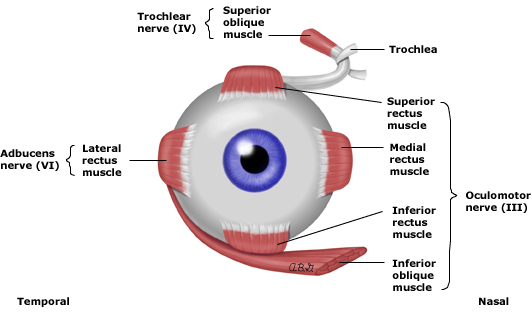 Trochlear
nerve (IV)
Superior
oblique
muscle
Trochlea
Superior
rectus
muscle
Adbucens
nerve (VI)
Lateral
rectus
muscle
Medial
rectus
muscle
Oculomotor
nerve (III)
Inferior
rectus
muscle
Inferior
oblique
muscle
Temporal
Nasal